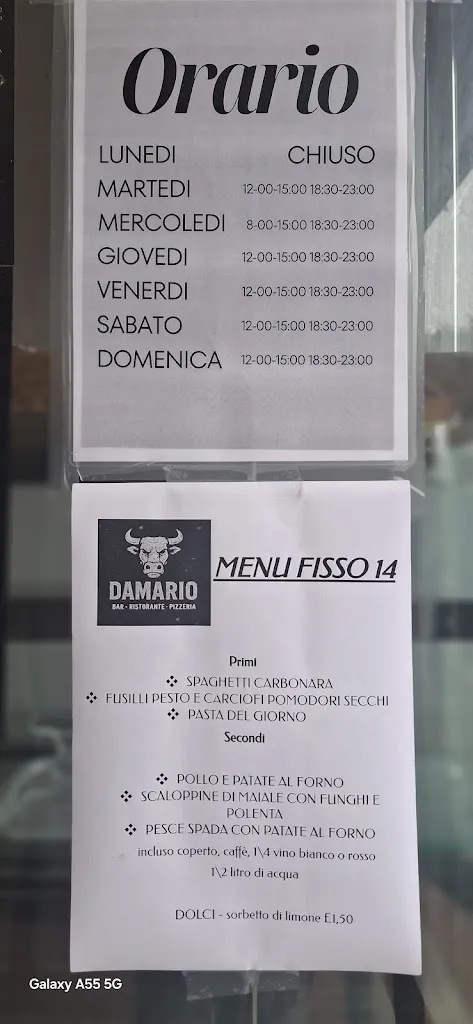 Orario
LUNEDI CHIUSO
MARTEDI 12-00-15:00 18:30-23:00
MERCOLEDI 8-00-15:00 18:30-23:00
GIOVEDI 12-00-15:00 18:30-23:00
VENERDI 12-00-15:00 18:30-23:00
SABATO 12-00-15:00 18:30-23:00
DOMENICA 12-00-15:00 18:30-23:00
DAMARIO
BAR - RISTORANTE - PIZZERIA
MENU FISSO 14
Primi
❖ SPAGHETTI CARBONARA
❖ FUSILLI PESTO E CARCIOFI POMODORI SECCHI
❖ PASTA DEL GIORNO
Secondi
❖ POLLO E PATATE AL FORNO
❖ SCALOPPINE DI MAIALE CON FUNGHI E
POLENTA
❖ PESCE SPADA CON PATATE AL FORNO
incluso coperto, caffè, 1\4 vino bianco o rosso
1\2 litro di acqua
DOLCI - sorbetto di limone £1,50
Galaxy A55 5G